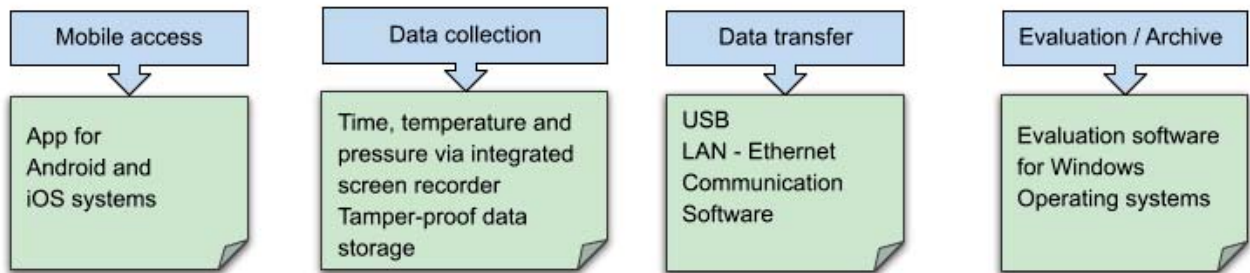 Mobile access
App for
Android and
iOS systems
Data collection
Time, temperature and
pressure via integrated
screen recorder
Tamper-proof data
storage
Data transfer
USB
LAN - Ethernet
Communication
Software
Evaluation / Archive
Evaluation software
for Windows
Operating systems